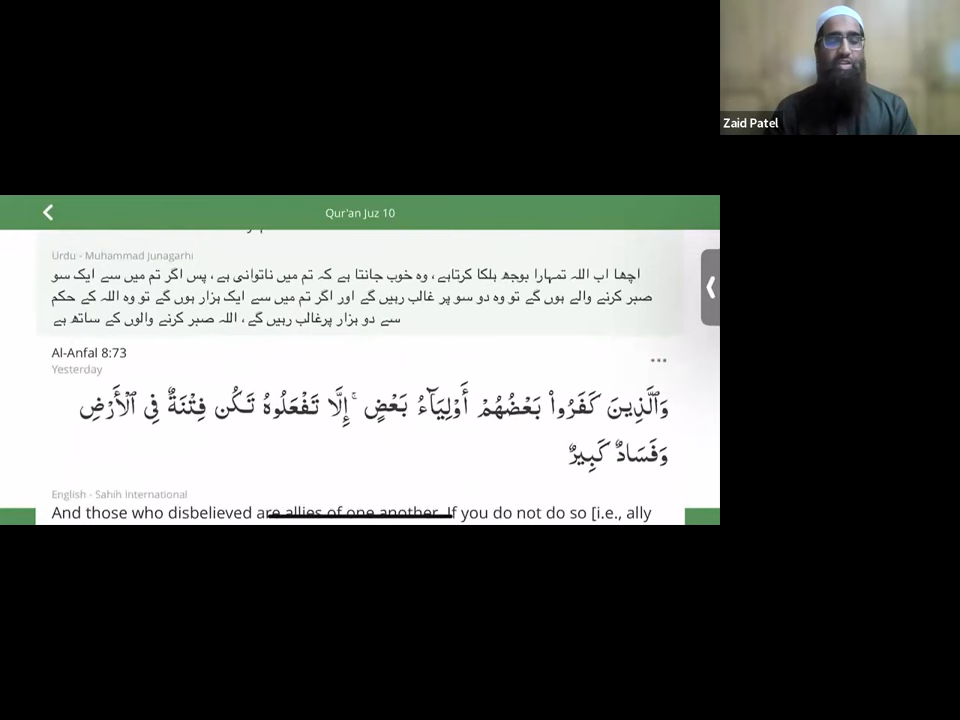 Zaid Patel
Qur'an Juz 10
Urdu - Muhammad Junagarhi
اچھا اب اللہ تمہارا بوجھ ہلکا کرتاہے، وہ خوب جانتا ہے کہ تم میں ناتوانی ہے، پس اگر تم میں سے ایک سو
صبر کرنے والے ہوں گے تو وہ دو سو پر غالب رہیں گے اور اگر تم میں سے ایک ہزار ہوں گے تو وہ اللہ کے حکم
سے دو ہزار پرغالب رہیں گے، اللہ صبر کرنے والوں کے ساتھ ہے
Al-Anfal 8:73
Yesterday
وَٱلَّذِينَ كَفَرُوا۟ بَعْضُهُمْ أَوْلِيَآءُ بَعْضٍ ۚ إِلَّا تَفْعَلُوهُ تَكُن فِتْنَةٌ فِى ٱلْأَرْضِ
وَفَسَادٌ كَبِيرٌ
English - Sahih International
And those who disbelieved are allies of one another. If you do not do so [i.e., ally